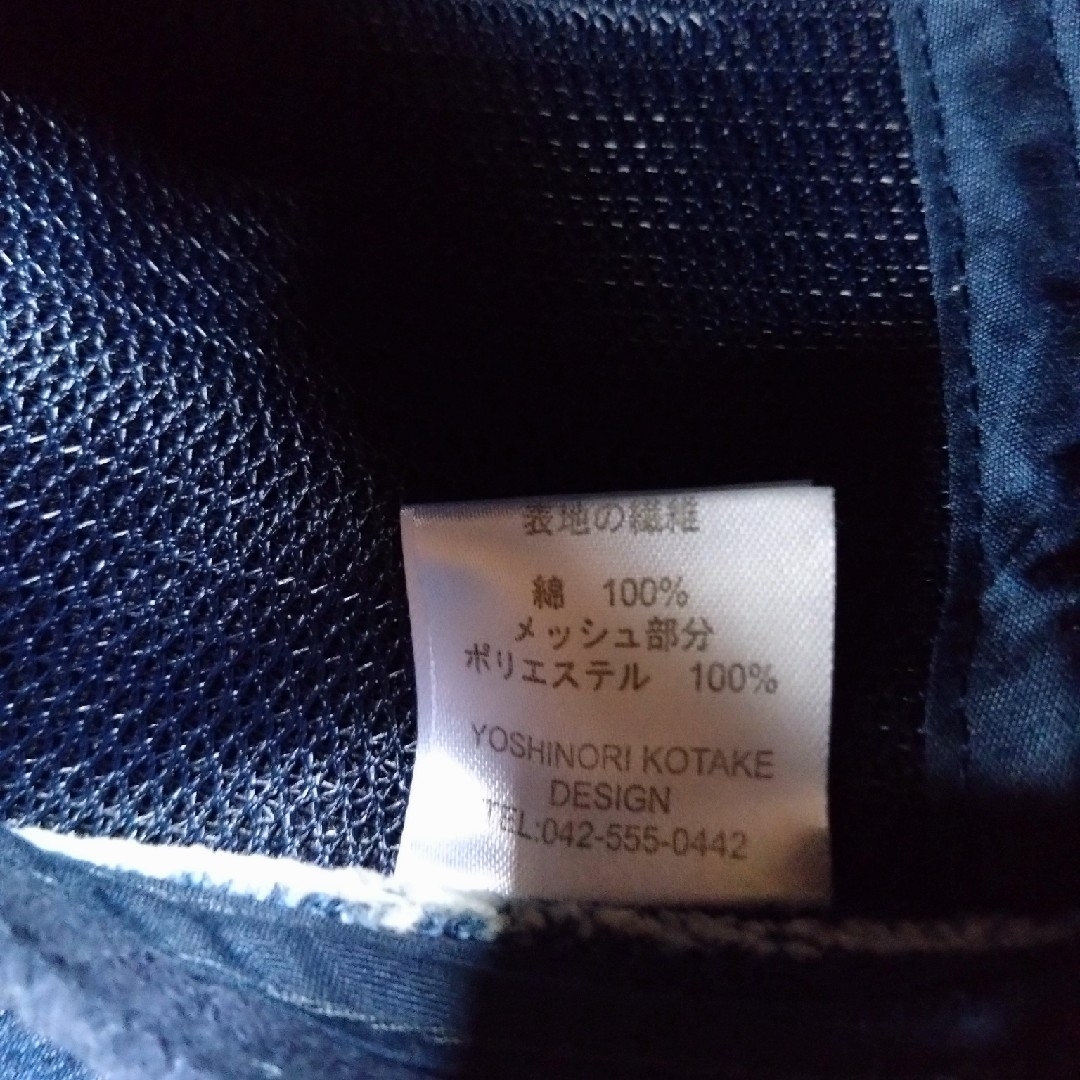 表地の繊維
綿　100%
メッシュ部分
ポリエステル　100%
YOSHINORI KOTAKE
DESIGN
TEL:042-555-0442